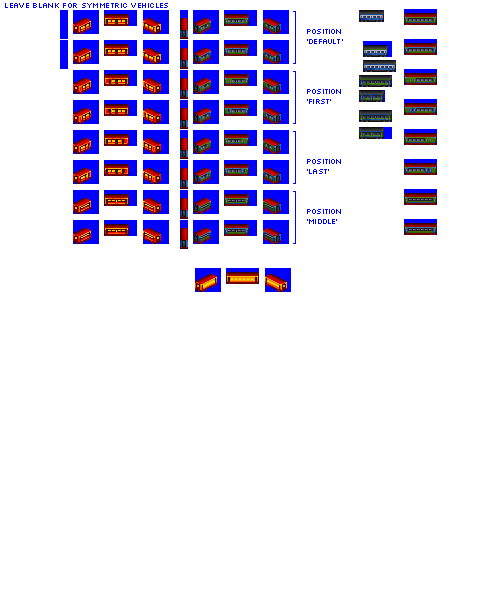 LEAVE BLANK FOR SYMMETRIC VEHICLES
POSITION
'DEFAULT'
POSITION
'FIRST'
POSITION
'LAST'
POSITION
'MIDDLE'